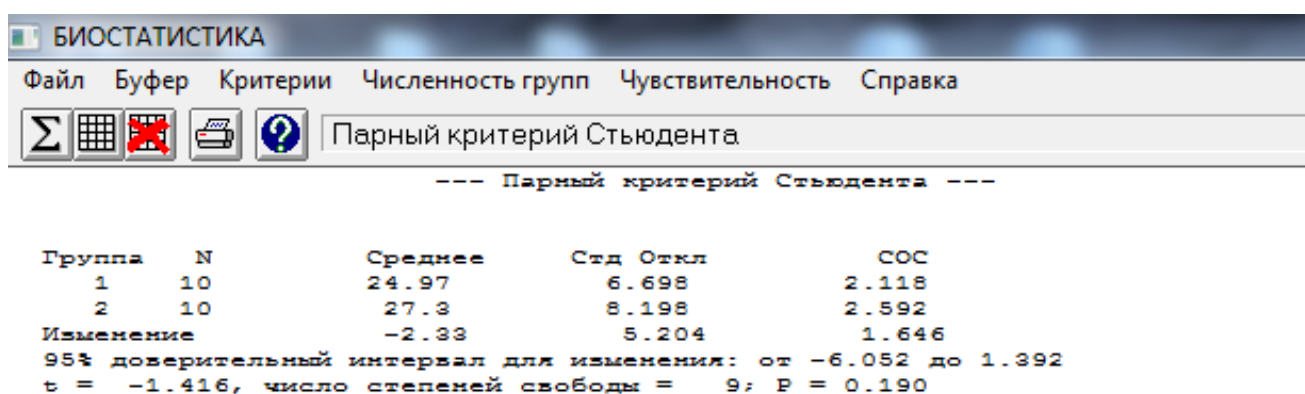 БИОСТАТИСТИКА
Файл Буфер Критерии Численность групп Чувствительность Справка
Парный критерий Стьюдента
--- Парный критерий Стьюдента ---
Группа N Среднее Стд Откл СОС
1 10 24.97 6.698 2.118
2 10 27.3 8.198 2.592
Изменение -2.33 5.204 1.646
95% доверительный интервал для изменения: от -6.052 до 1.392
t = -1.416, число степеней свободы = 9; P = 0.190